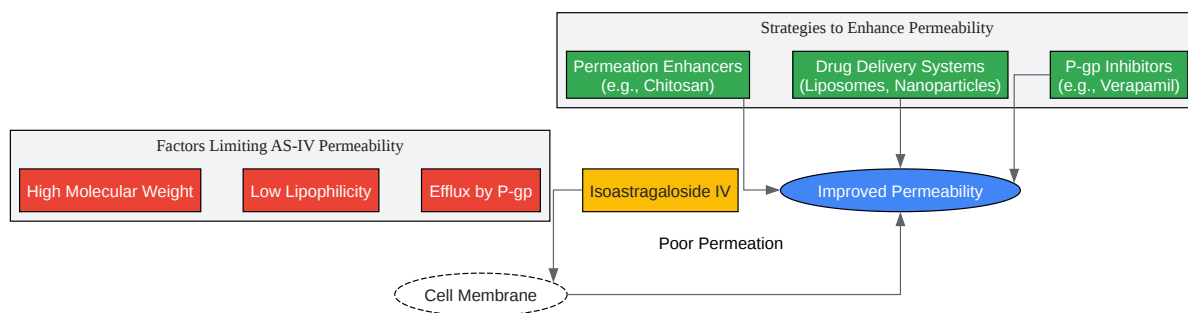 Strategies to Enhance Permeability
Permeation Enhancers
(e.g., Chitosan)
Drug Delivery Systems
(Liposomes, Nanoparticles)
P-gp Inhibitors
(e.g., Verapamil)
Factors Limiting AS-IV Permeability
High Molecular Weight
Low Lipophilicity
Efflux by P-gp
Isoastragaloside IV
Improved Permeability
Poor Permeation
Cell Membrane